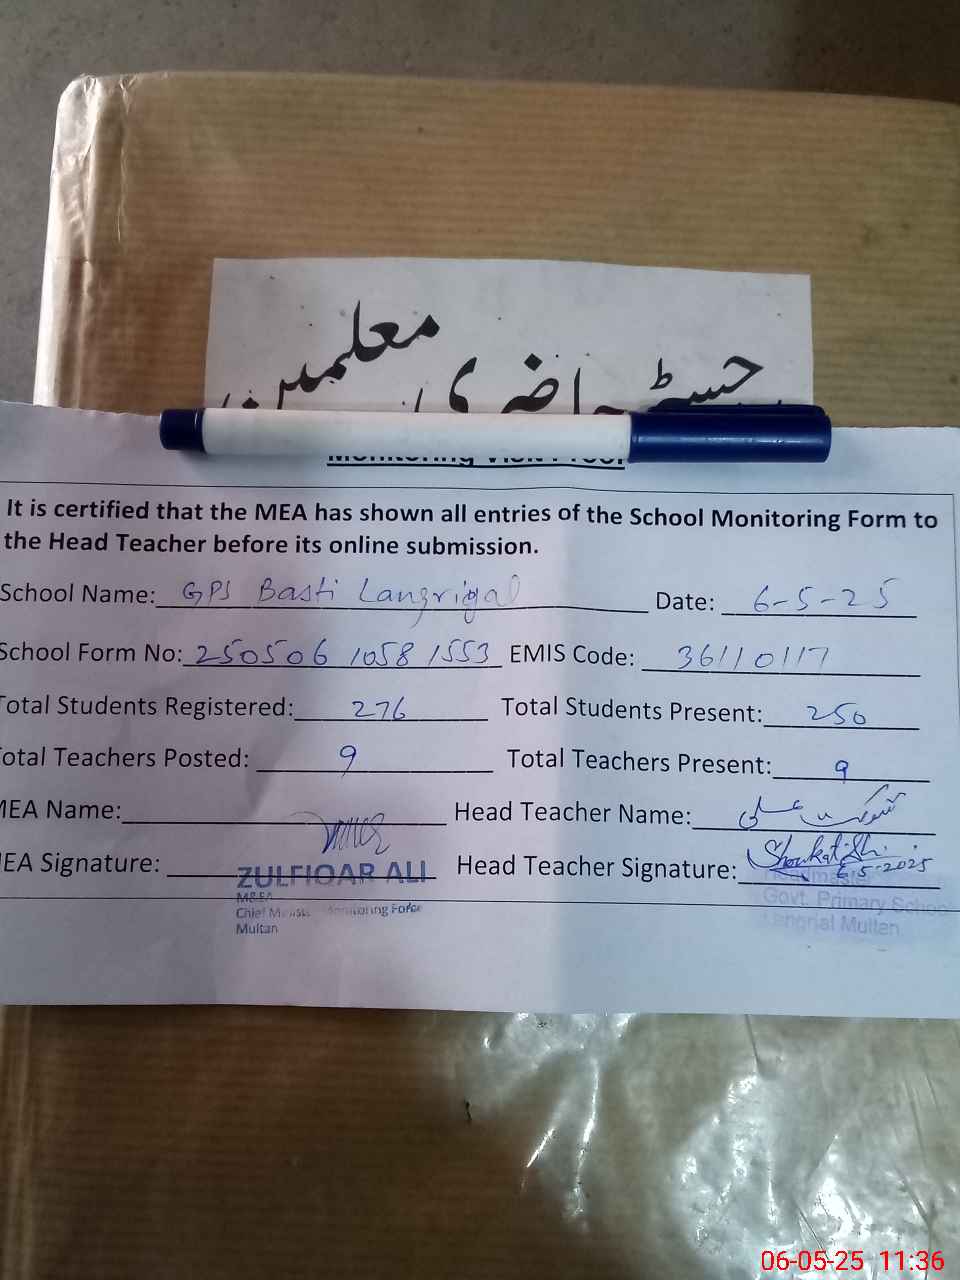 معلمین
حاضری
Monitoring Visit Proof
It is certified that the MEA has shown all entries of the School Monitoring Form to
the Head Teacher before its online submission.
School Name: GPS Basti Langrigal Date: 6-5-25
School Form No: 250506 1058 1553 EMIS Code: 36110117
Total Students Registered: 276 Total Students Present: 250
Total Teachers Posted: 9 Total Teachers Present: 9
MEA Name: Head Teacher Name: شوکت علی
MEA Signature: Head Teacher Signature: Shoukat Ali 6.5.2025
ZULFIQAR ALI
Chief Minister Monitoring Force
Multan
Headmaster
Govt. Primary School
Langrial Multan
06-05-25 11:36